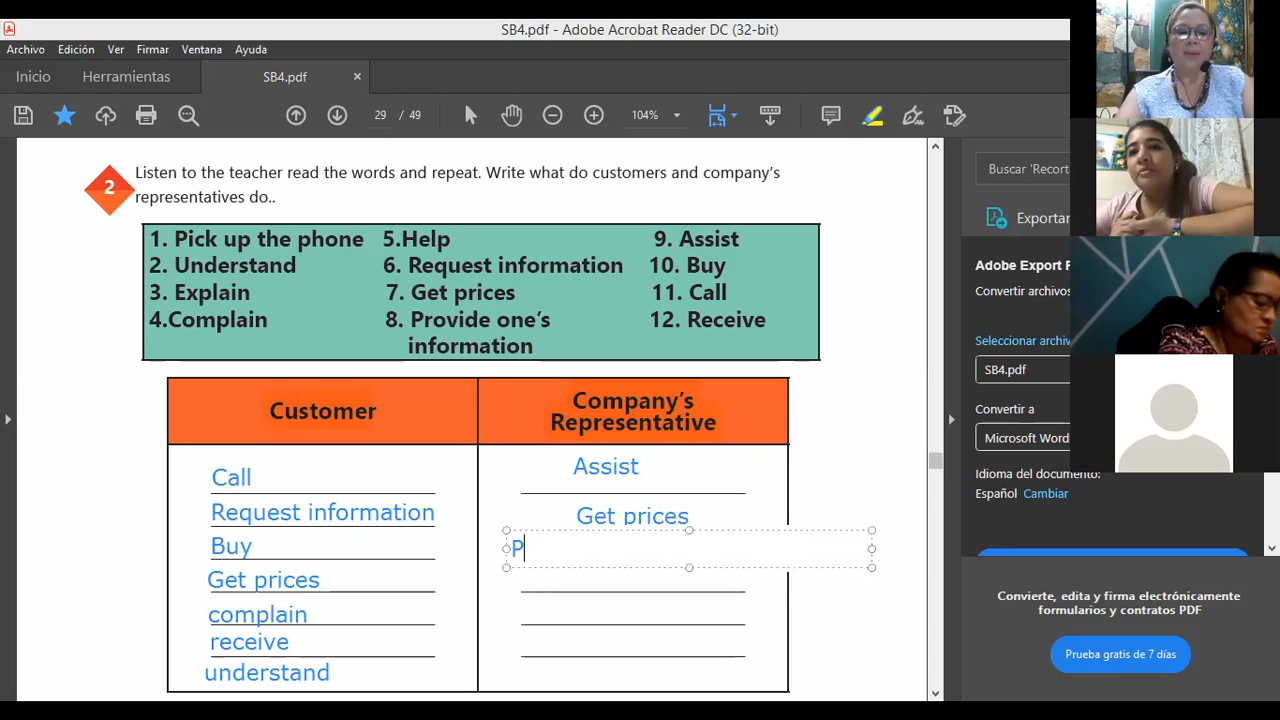 SB4.pdf - Adobe Acrobat Reader DC (32-bit)
Archivo Edición Ver Firmar Ventana Ayuda
Inicio Herramientas SB4.pdf ×
29 / 49 104%
2
Listen to the teacher read the words and repeat. Write what do customers and company's
representatives do..
1. Pick up the phone 5.Help 9. Assist
2. Understand 6. Request information 10. Buy
3. Explain 7. Get prices 11. Call
4.Complain 8. Provide one's 12. Receive
information
Customer
Company's
Representative
Call
Request information
Buy
Get prices
complain
receive
understand
Assist
Get prices
P
Buscar 'Recort
Exportar
Adobe Export
Convertir archivos
Seleccionar archiv
SB4.pdf
Convertir a
Microsoft Word
Idioma del documento:
Español Cambiar
Convierte, edita y firma electrónicamente
formularios y contratos PDF
Prueba gratis de 7 días